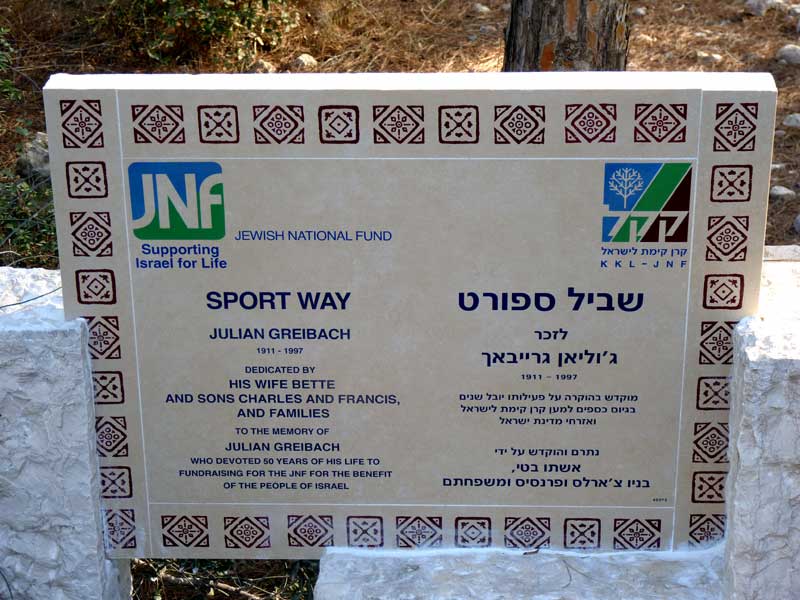 JNF
Supporting
Israel for Life
JEWISH NATIONAL FUND
SPORT WAY
JULIAN GREIBACH
1911 - 1997
DEDICATED BY
HIS WIFE BETTE
AND SONS CHARLES AND FRANCIS,
AND FAMILIES
TO THE MEMORY OF
JULIAN GREIBACH
WHO DEVOTED 50 YEARS OF HIS LIFE TO
FUNDRAISING FOR THE JNF FOR THE BENEFIT
OF THE PEOPLE OF ISRAEL
קקל
קרן קימת לישראל
KKL - JNF
שביל ספורט
לזכר
ג'וליאן גרייבאך
1911 - 1997
מוקדש בהוקרה על פעילותו יובל שנים
בגיוס כספים למען קרן קימת לישראל
ואזרחי מדינת ישראל
נתרם והוקדש על ידי
אשתו בטי,
בניו צ'ארלס ופרנסיס ומשפחתם